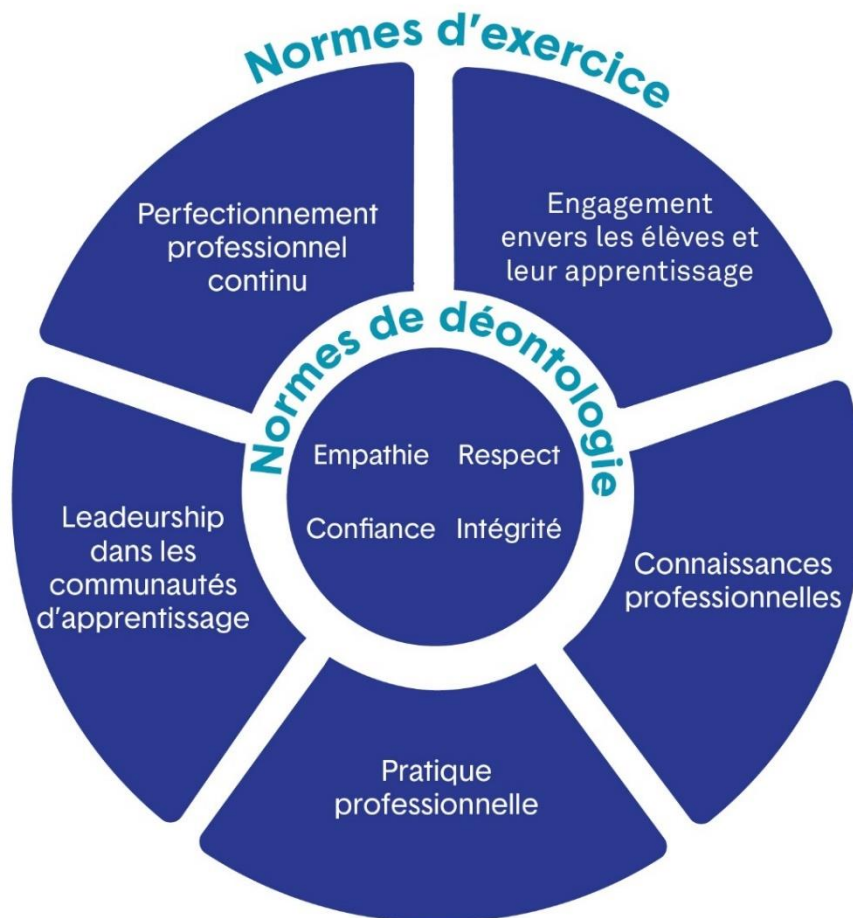 Normes d'exercice
Perfectionnement
professionnel
continu
Engagement
envers les élèves et
leur apprentissage
Normes de déontologie
Empathie Respect
Confiance Intégrité
Leadeurship
dans les
communautés
d'apprentissage
Connaissances
professionnelles
Pratique
professionnelle